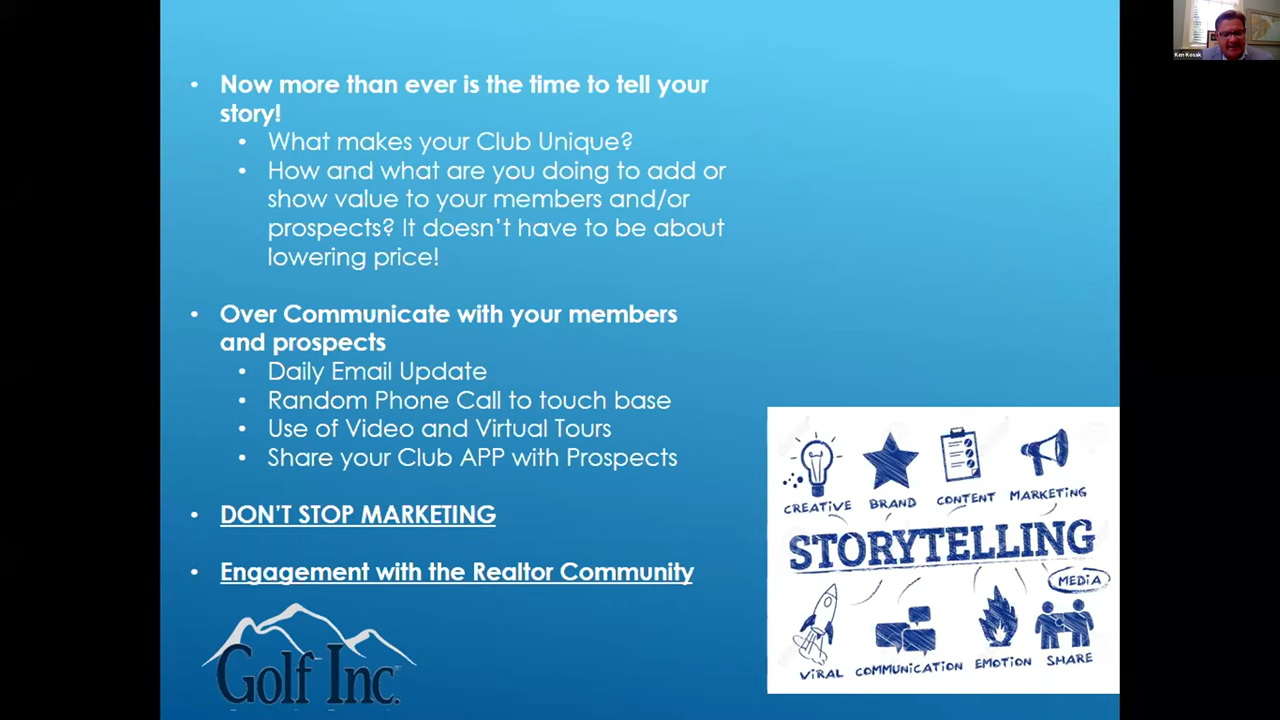 Now more than ever is the time to tell your
story!
What makes your Club Unique?
How and what are you doing to add or
show value to your members and/or
prospects? It doesn't have to be about
lowering price!
Over Communicate with your members
and prospects
Daily Email Update
Random Phone Call to touch base
Use of Video and Virtual Tours
Share your Club APP with Prospects
DON'T STOP MARKETING
Engagement with the Realtor Community
Golf Inc.
CREATIVE BRAND CONTENT MARKETING
STORYTELLING
MEDIA
VIRAL COMMUNICATION EMOTION SHARE
Ken Kosak